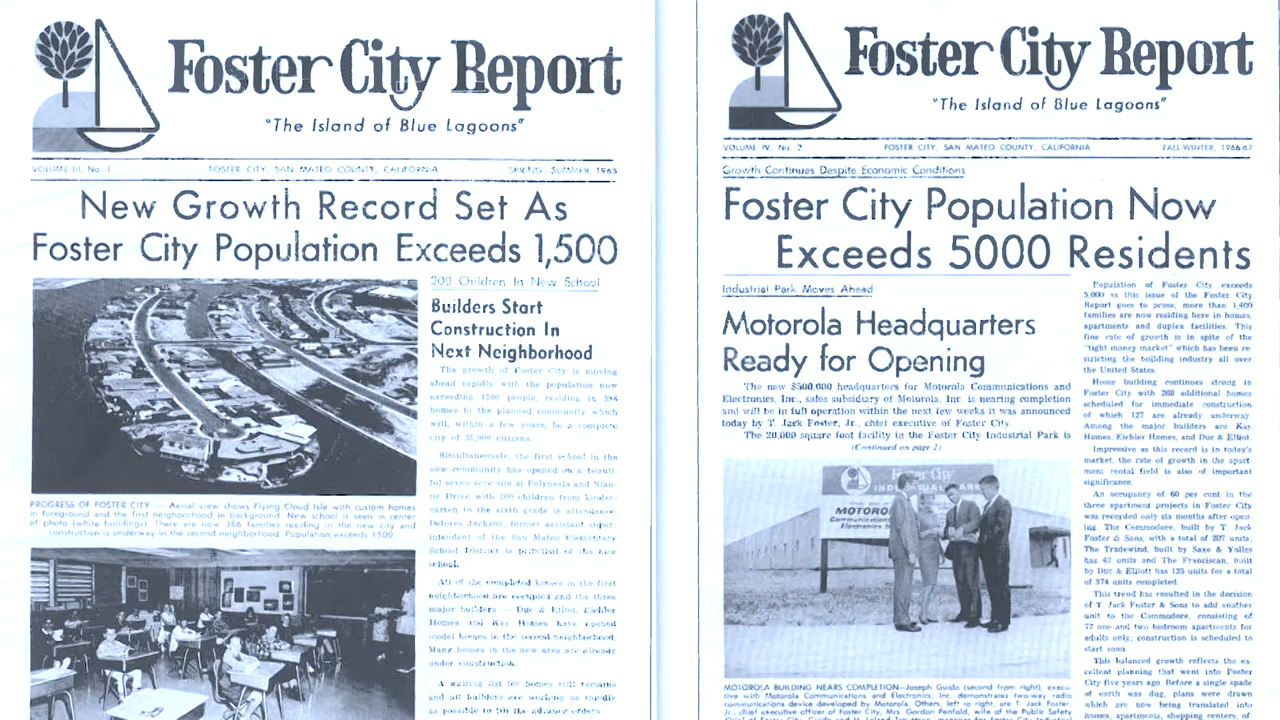 Foster City Report
"The Island of Blue Lagoons"
VOLUME III, No. 1 FOSTER CITY, SAN MATEO COUNTY, CALIFORNIA SPRING - SUMMER, 1965
New Growth Record Set As
Foster City Population Exceeds 1,500
PROGRESS OF FOSTER CITY — Aerial view shows Flying Cloud Isle with custom homes
in foreground and the first neighborhood in background. New school is seen in center
of photo (white buildings). There are now 386 families residing in the new city and
construction is underway in the second neighborhood. Population exceeds 1500.
200 Children In New School
Builders Start
Construction In
Next Neighborhood
The growth of Foster City is moving
ahead rapidly with the population now
exceeding 1500 people, residing in 386
homes in the planned community which
will, within a few years, be a complete
city of 35,000 citizens.
Simultaneously, the first school in the
new community has opened on a beauti-
ful seven acre site at Polynesia and Nian-
tic Drive with 200 children from kinder-
garten to the sixth grade in attendance.
Delores Jackson, former assistant super-
intendent of the San Mateo Elementary
School District is principal of the new
school.
All of the completed houses in the first
neighborhood are occupied and the three
major builders — Duc & Elliot, Eichler
Homes and Kay Homes have opened
model homes in the second neighborhood.
Many homes in the new area are already
under construction.
A waiting list for homes still remains
and all builders are working as rapidly
as possible to fill the advance orders.
Foster City Report
"The Island of Blue Lagoons"
VOLUME IV, No. 2 FOSTER CITY, SAN MATEO COUNTY, CALIFORNIA FALL-WINTER, 1966-67
Growth Continues Despite Economic Conditions
Foster City Population Now
Exceeds 5000 Residents
Industrial Park Moves Ahead
Motorola Headquarters
Ready for Opening
The new $500,000 headquarters for Motorola Communications and
Electronics, Inc., sales subsidiary of Motorola, Inc. is nearing completion
and will be in full operation within the next few weeks it was announced
today by T. Jack Foster, Jr., chief executive of Foster City.
The 20,000 square foot facility in the Foster City Industrial Park is
(Continued on page 2)
Foster City
INDUSTRIAL PARK
MOTOROLA
Communications
Electronics
MOTOROLA BUILDING NEARS COMPLETION—Joseph Guido (second from right), execu-
tive with Motorola Communications and Electronics, Inc. demonstrates two-way radio
communications device developed by Motorola. Others, left to right, are T. Jack Foster,
Jr., chief executive officer of Foster City, Mrs. Gordon Penfold, wife of the Public Safety
Population of Foster City exceeds
5,000 as this issue of the Foster City
Report goes to press; more than 1,400
families are now residing here in homes,
apartments and duplex facilities. This
fine rate of growth is in spite of the
"tight money market" which has been re-
stricting the building industry all over
the United States.
Home building continues strong in
Foster City with 268 additional homes
scheduled for immediate construction
of which 127 are already underway.
Among the major builders are Kay
Homes, Eichler Homes, and Duc & Elliot.
Impressive as this record is in today's
market, the rate of growth in the apart-
ment rental field is also of important
significance.
An occupancy of 60 per cent in the
three apartment projects in Foster City
was recorded only six months after open-
ing. The Commodore, built by T. Jack
Foster & Sons, with a total of 207 units;
The Tradewind, built by Saxe & Yolles
has 42 units and The Franciscan, built
by Duc & Elliott has 125 units for a total
of 374 units completed.
This trend has resulted in the decision
of T. Jack Foster & Sons to add another
unit to the Commodore, consisting of
72 one and two bedroom apartments for
adults only; construction is scheduled to
start soon
This balanced growth reflects the ex-
cellent planning that went into Foster
City five years ago. Before a single spade
of earth was dug, plans were drawn
which are now being translated into
homes, apartments, shopping centers, of-